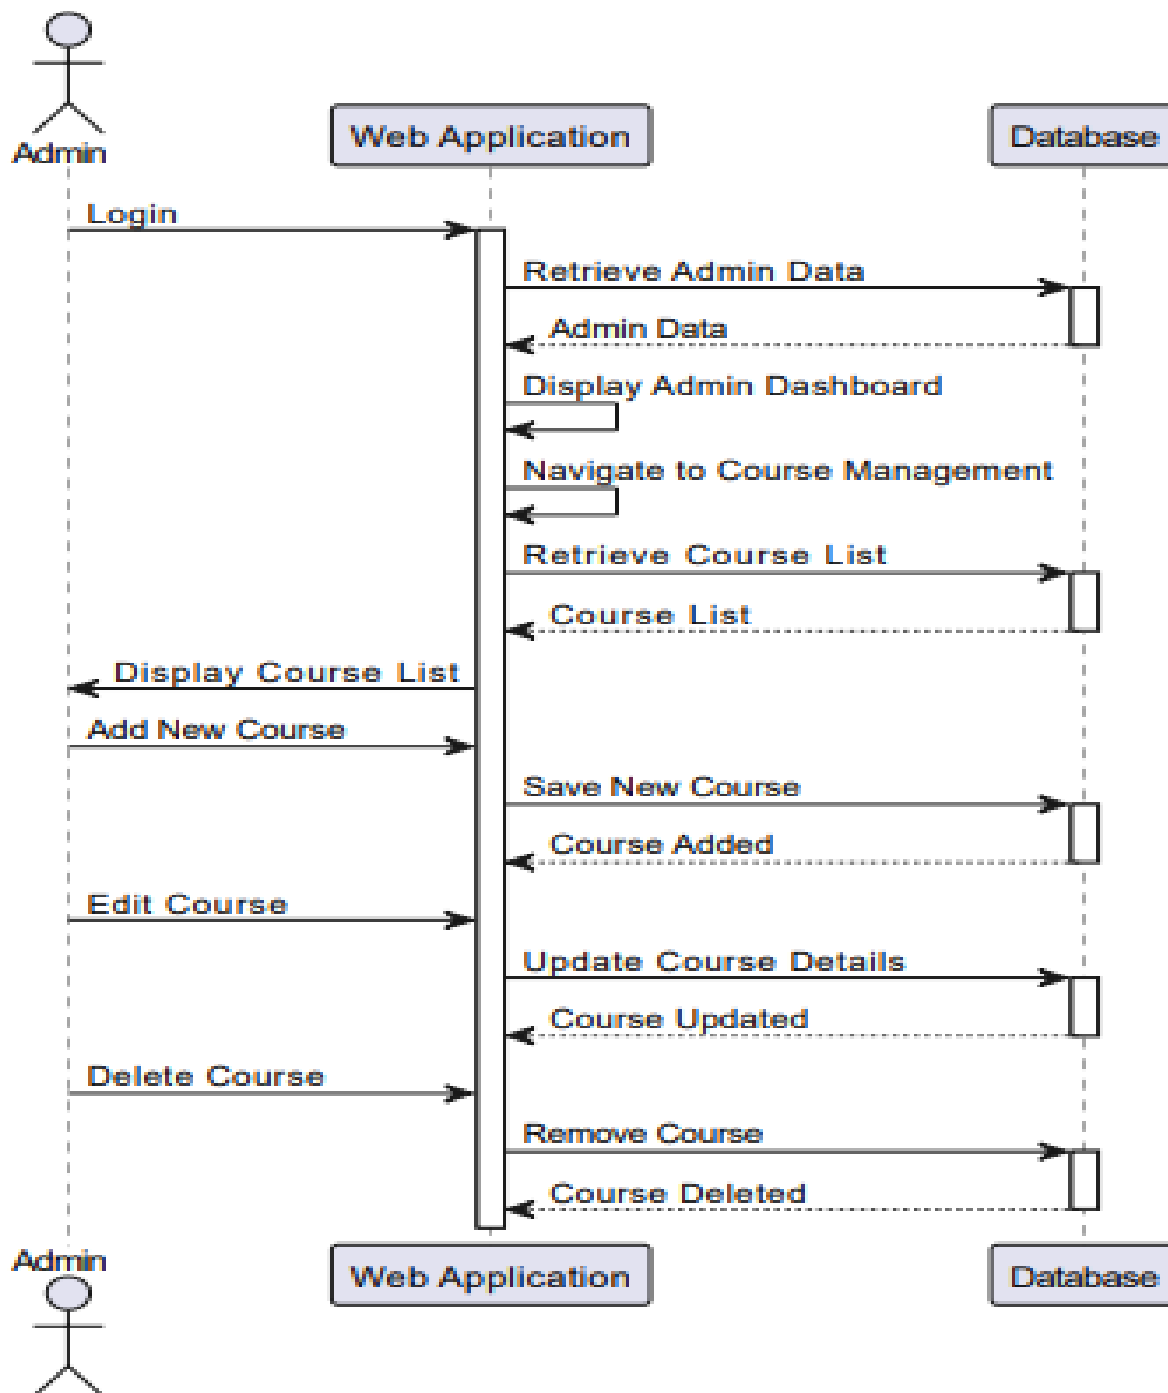 Admin
Web Application
Database
Login
Retrieve Admin Data
Admin Data
Display Admin Dashboard
Navigate to Course Management
Retrieve Course List
Course List
Display Course List
Add New Course
Save New Course
Course Added
Edit Course
Update Course Details
Course Updated
Delete Course
Remove Course
Course Deleted
Admin
Web Application
Database